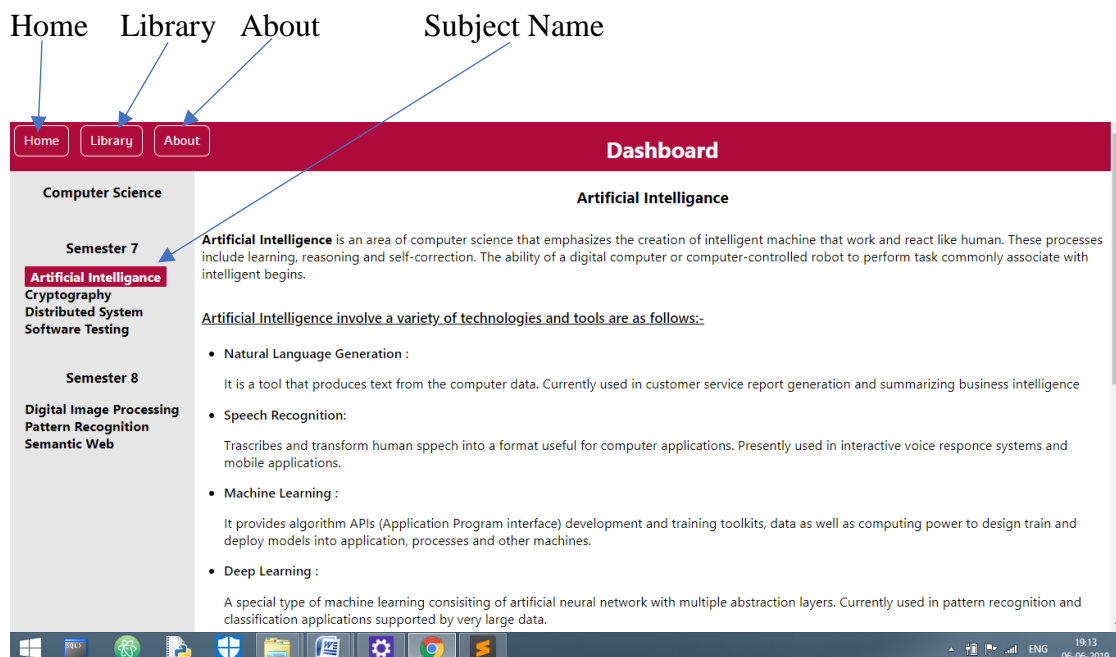 Home Library About Subject Name
Home Library About
Dashboard
Computer Science
Semester 7
Artificial Intelligance
Cryptography
Distributed System
Software Testing
Semester 8
Digital Image Processing
Pattern Recognition
Semantic Web
Artificial Intelligance
Artificial Intelligence is an area of computer science that emphasizes the creation of intelligent machine that work and react like human. These processes
include learning, reasoning and self-correction. The ability of a digital computer or computer-controlled robot to perform task commonly associate with
intelligent begins.
Artificial Intelligence involve a variety of technologies and tools are as follows:-
• Natural Language Generation :
It is a tool that produces text from the computer data. Currently used in customer service report generation and summarizing business intelligence
• Speech Recognition:
Trascribes and transform human sppech into a format useful for computer applications. Presently used in interactive voice responce systems and
mobile applications.
• Machine Learning :
It provides algorithm APIs (Application Program interface) development and training toolkits, data as well as computing power to design train and
deploy models into application, processes and other machines.
• Deep Learning :
A special type of machine learning consisiting of artificial neural network with multiple abstraction layers. Currently used in pattern recognition and
classification applications supported by very large data.
SQL>
ENG
19:13
06-06-2019